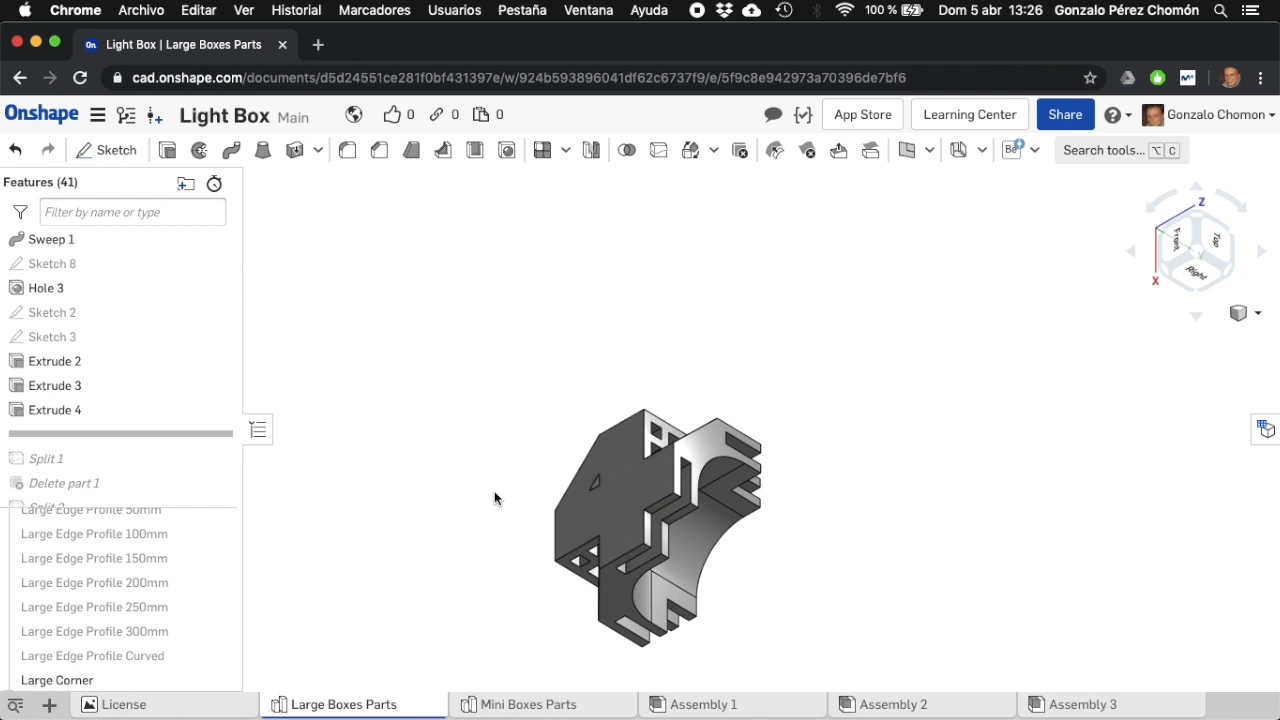 Chrome Archivo Editar Ver Historial Marcadores Usuarios Pestaña Ventana Ayuda 100 % Dom 5 abr 13:26 Gonzalo Pérez Chomón
On Light Box | Large Boxes Parts
cad.onshape.com/documents/d5d24551ce281f0bf431397e/w/924b593896041df62c6737f9/e/5f9c8e942973a70396de7bf6
Onshape Light Box Main 0 0 0 App Store Learning Center Share Gonzalo Chomon
Sketch Search tools... ⌥ C
Features (41)
Filter by name or type
Sweep 1
Sketch 8
Hole 3
Sketch 2
Sketch 3
Extrude 2
Extrude 3
Extrude 4
Split 1
Delete part 1
Large Edge Profile 50mm
Large Edge Profile 100mm
Large Edge Profile 150mm
Large Edge Profile 200mm
Large Edge Profile 250mm
Large Edge Profile 300mm
Large Edge Profile Curved
Large Corner
Z
Front Top
Y
Right
X
License Large Boxes Parts Mini Boxes Parts Assembly 1 Assembly 2 Assembly 3